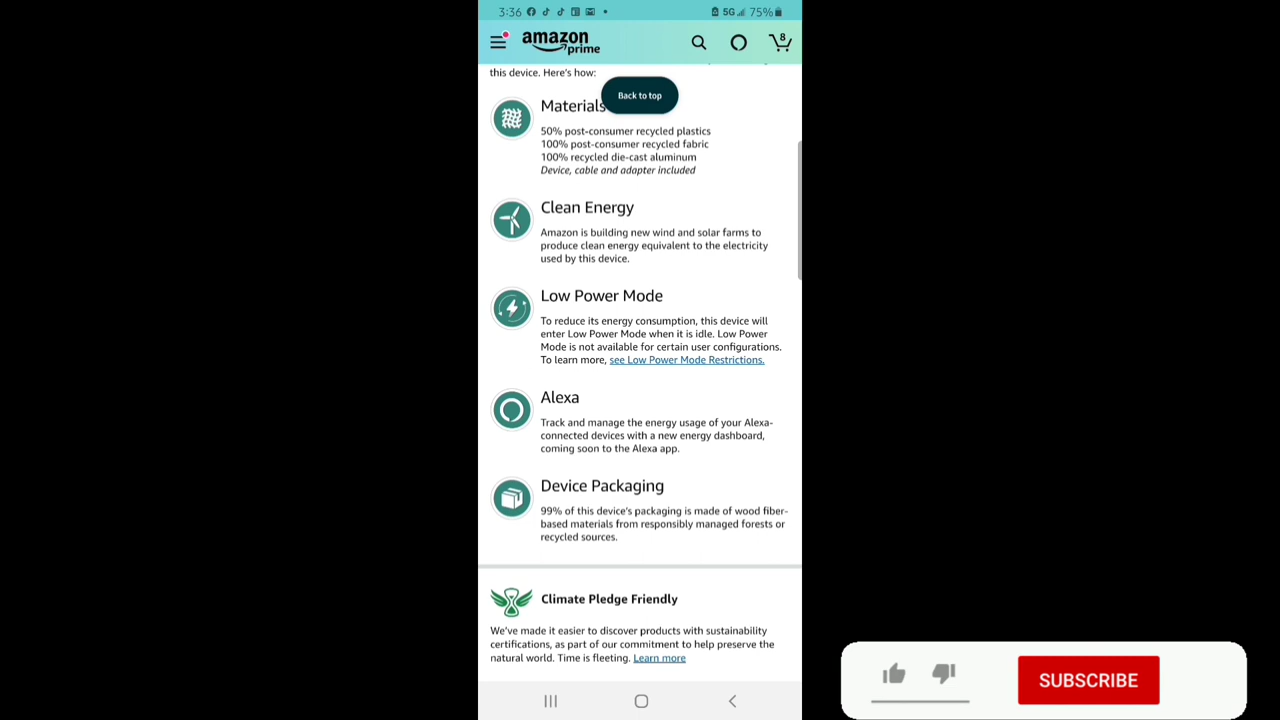 3:36
5G 75%
amazon
prime
8
this device. Here's how:
Back to top
Materials
50% post-consumer recycled plastics
100% post-consumer recycled fabric
100% recycled die-cast aluminum
Device, cable and adapter included
Clean Energy
Amazon is building new wind and solar farms to
produce clean energy equivalent to the electricity
used by this device.
Low Power Mode
To reduce its energy consumption, this device will
enter Low Power Mode when it is idle. Low Power
Mode is not available for certain user configurations.
To learn more, see Low Power Mode Restrictions.
Alexa
Track and manage the energy usage of your Alexa-
connected devices with a new energy dashboard,
coming soon to the Alexa app.
Device Packaging
99% of this device's packaging is made of wood fiber-
based materials from responsibly managed forests or
recycled sources.
Climate Pledge Friendly
We've made it easier to discover products with sustainability
certifications, as part of our commitment to help preserve the
natural world. Time is fleeting. Learn more
SUBSCRIBE